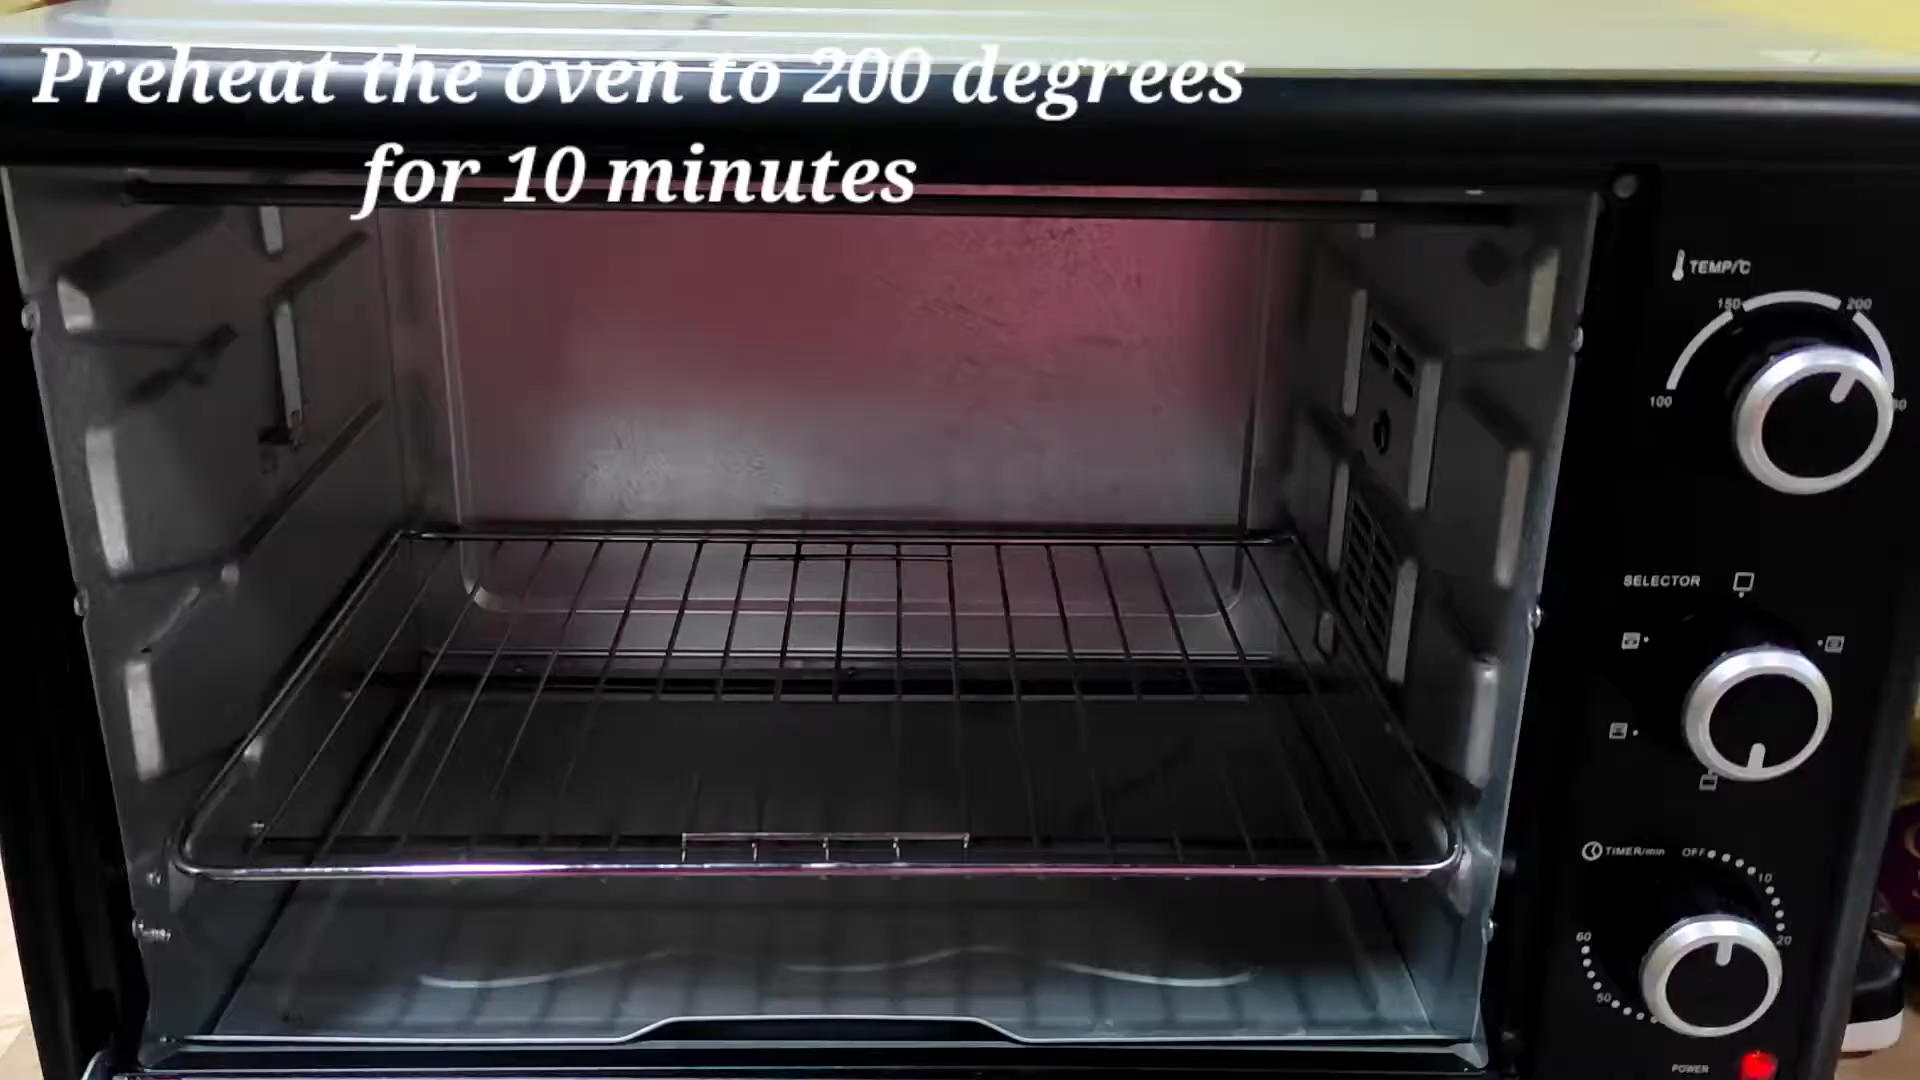 Preheat the oven to 200 degrees
for 10 minutes
TEMP/°C
150
200
100
SELECTOR
TIMER/min
OFF
10
20
60
50
POWER